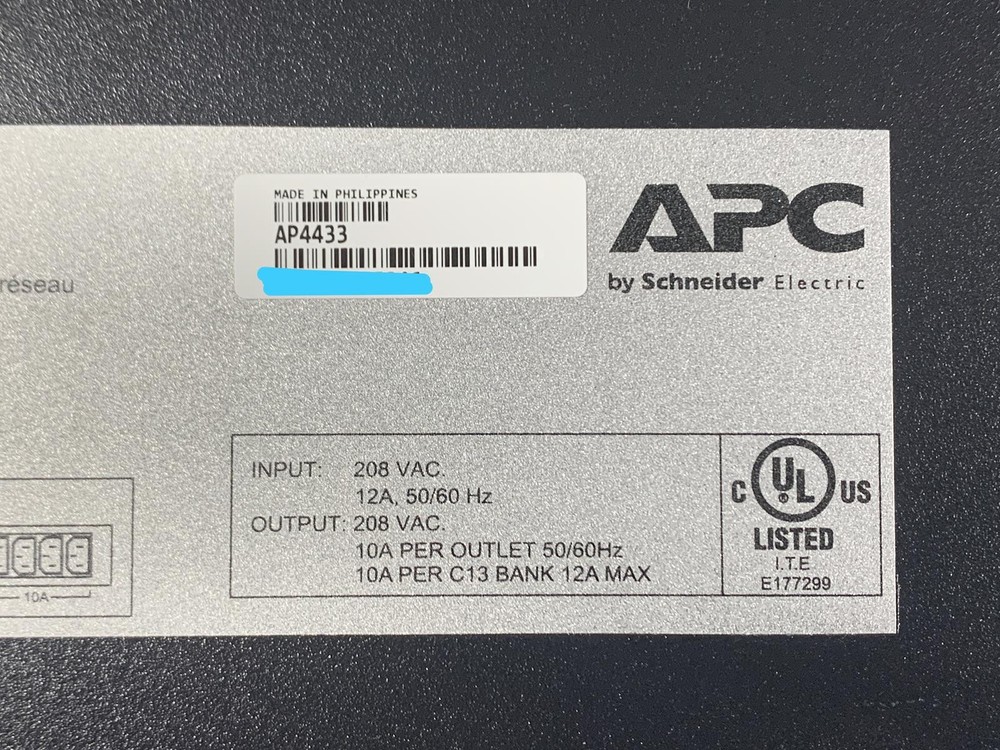 MADE IN PHILIPPINES
AP4433
APC
by Schneider Electric
réseau
INPUT: 208 VAC.
12A, 50/60 Hz
OUTPUT: 208 VAC.
10A PER OUTLET 50/60Hz
10A PER C13 BANK 12A MAX
C UL US
LISTED
I.T.E
E177299
10A